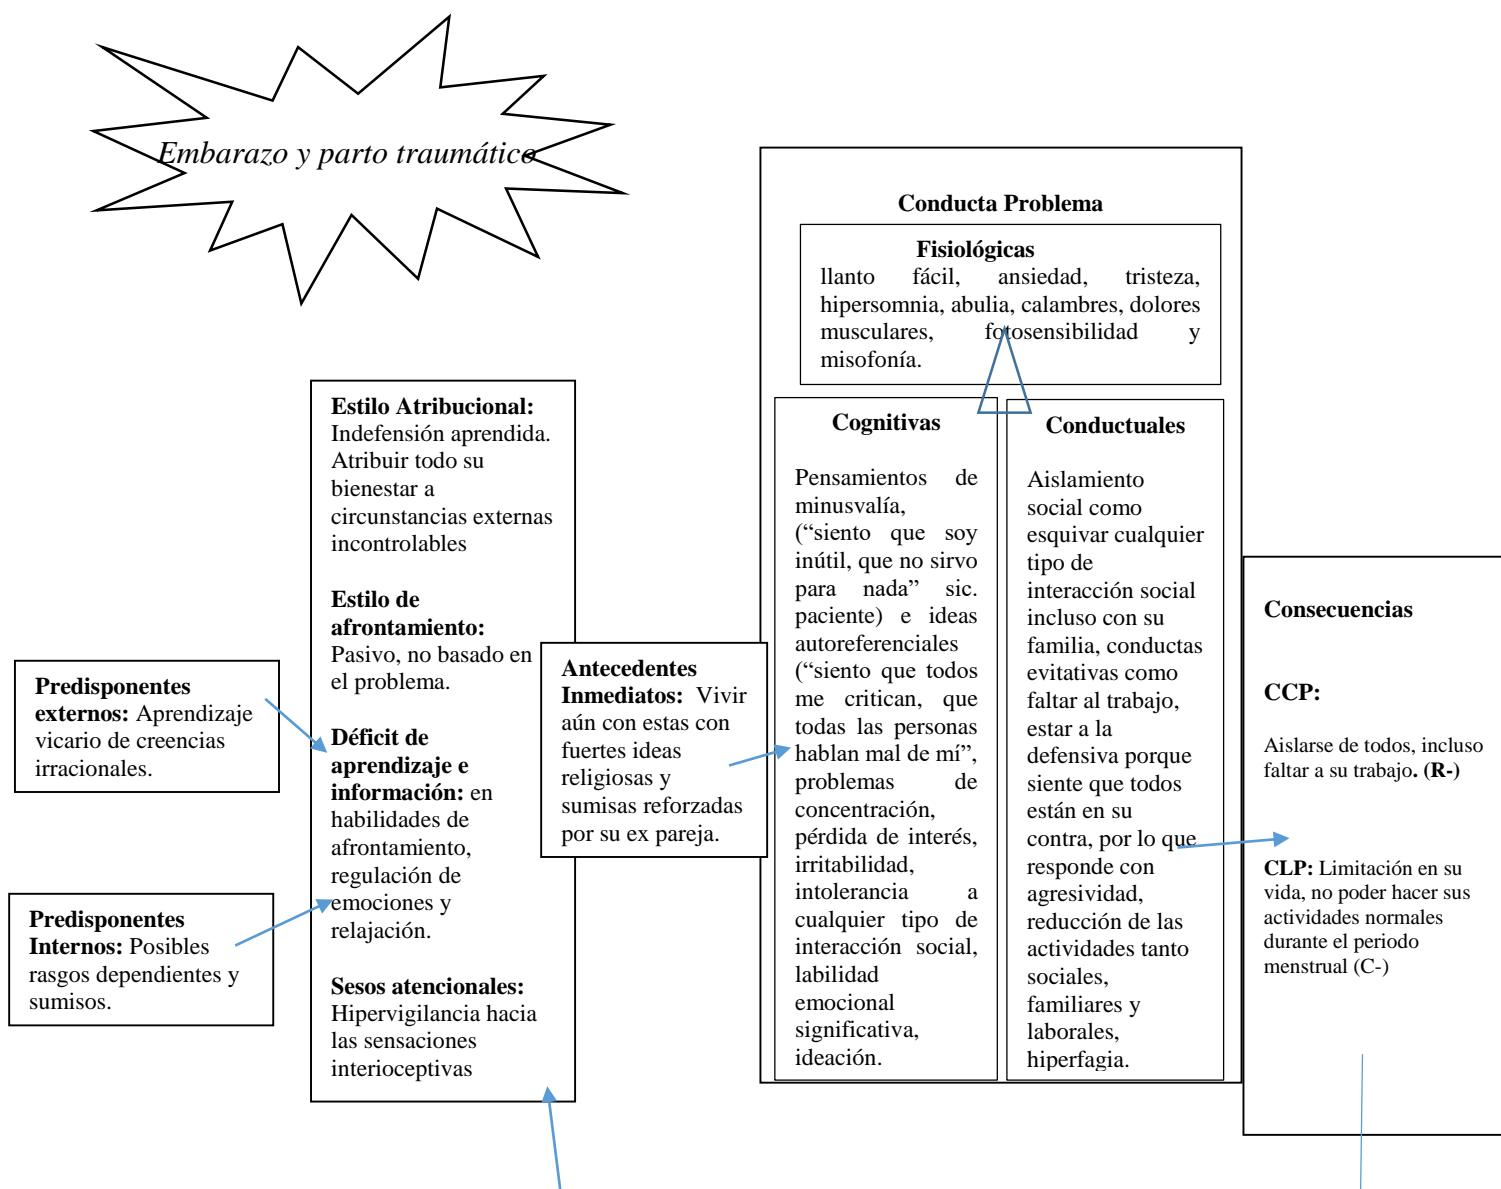 Embarazo y parto traumático
Predisponentes
externos: Aprendizaje
vicario de creencias
irracionales.
Predisponentes
Internos: Posibles
rasgos dependientes y
sumisos.
Estilo Atribucional:
Indefensión aprendida.
Atribuir todo su
bienestar a
circunstancias externas
incontrolables
Estilo de
afrontamiento:
Pasivo, no basado en
el problema.
Déficit de
aprendizaje e
información: en
habilidades de
afrontamiento,
regulación de
emociones y
relajación.
Sesos atencionales:
Hipervigilancia hacia
las sensaciones
interioceptivas
Antecedentes
Inmediatos: Vivir
aún con estas con
fuertes ideas
religiosas y
sumisas reforzadas
por su ex pareja.
Conducta Problema
Fisiológicas
llanto fácil, ansiedad, tristeza,
hipersomnia, abulia, calambres, dolores
musculares, fotosensibilidad y
misofonía.
Cognitivas
Pensamientos de
minusvalía,
(“siento que soy
inútil, que no sirvo
para nada” sic.
paciente) e ideas
autoreferenciales
(“siento que todos
me critican, que
todas las personas
hablan mal de mí”,
problemas de
concentración,
pérdida de interés,
irritabilidad,
intolerancia a
cualquier tipo de
interacción social,
labilidad
emocional
significativa,
ideación.
Conductuales
Aislamiento
social como
esquivar cualquier
tipo de
interacción social
incluso con su
familia, conductas
evitativas como
faltar al trabajo,
estar a la
defensiva porque
siente que todos
están en su
contra, por lo que
responde con
agresividad,
reducción de las
actividades tanto
sociales,
familiares y
laborales,
hiperfagia.
Consecuencias
CCP:
Aislarse de todos, incluso
faltar a su trabajo. (R-)
CLP: Limitación en su
vida, no poder hacer sus
actividades normales
durante el periodo
menstrual (C-)